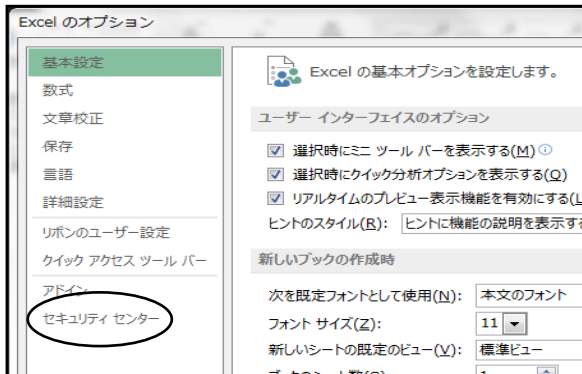 Excel のオプション
基本設定
数式
文章校正
保存
言語
詳細設定
リボンのユーザー設定
クイック アクセス ツール バー
アドイン
セキュリティ センター
Excel の基本オプションを設定します。
ユーザー インターフェイスのオプション
選択時にミニ ツール バーを表示する(M)
選択時にクイック分析オプションを表示する(Q)
リアルタイムのプレビュー表示機能を有効にする(L
ヒントのスタイル(R): ヒントに機能の説明を表示する
新しいブックの作成時
次を既定フォントとして使用(N): 本文のフォント
フォント サイズ(Z): 11
新しいシートの既定のビュー(V): 標準ビュー